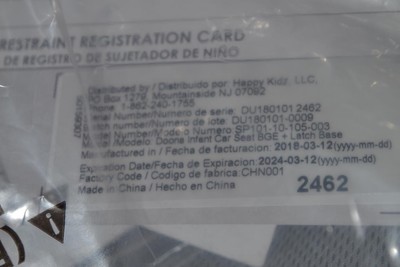 RESTRAINT REGISTRATION CARD
DE REGISTRO DE SUJETADOR DE NIÑO
Distributed by / Distribuido por: Happy Kidz, LLC.
PO Box 1279, Mountainside NJ 07092
Phone: 1-862-240-1755
Serial Number/Numero de serie: DU180101 2462
Batch Number/Numero de lote: DU180101-0009
Model Number/Modelo Numero: SP101-10-105-003
Model /Modelo: Doona Infant Car Seat BGE + Latch Base
Manufactured in / Fecha de facturacion: 2018-03-12 (yyyy-mm-dd)
Expiration Date/Fecha de Expiracion: 2024-03-12 (yyyy-mm-dd)
Factory Code / Codigo de fabrica: CHN001
Made in China / Hecho en China
2462